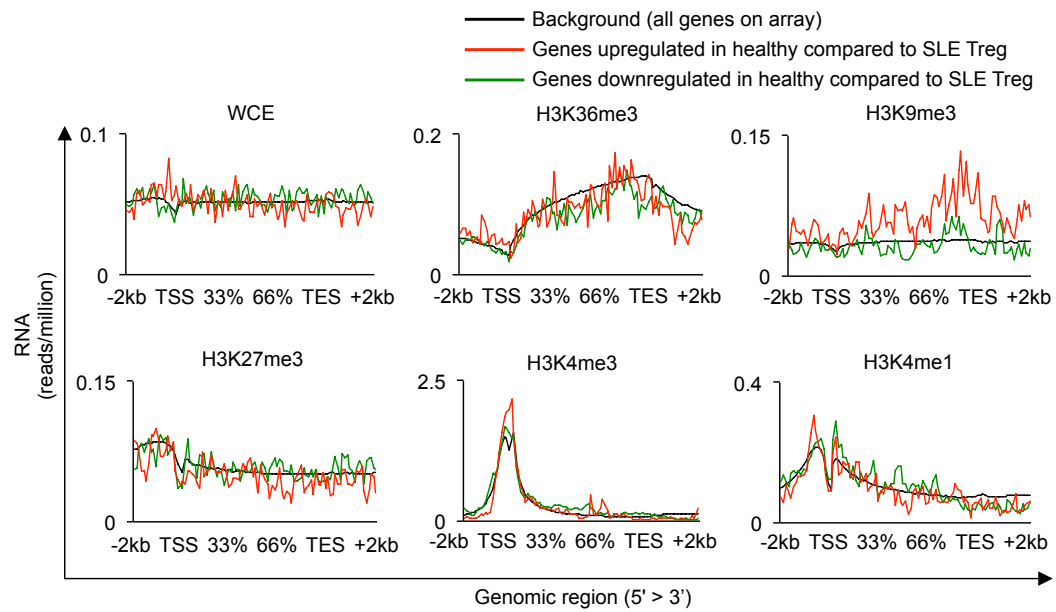 Background (all genes on array)
Genes upregulated in healthy compared to SLE Treg
Genes downregulated in healthy compared to SLE Treg
WCE
H3K36me3
H3K9me3
0.1
0
-2kb TSS 33% 66% TES +2kb
0.2
0
-2kb TSS 33% 66% TES +2kb
0.15
0
-2kb TSS 33% 66% TES +2kb
RNA
(reads/million)
H3K27me3
H3K4me3
H3K4me1
0.15
0
-2kb TSS 33% 66% TES +2kb
2.5
0
-2kb TSS 33% 66% TES +2kb
0.4
0
-2kb TSS 33% 66% TES +2kb
Genomic region (5' > 3’)